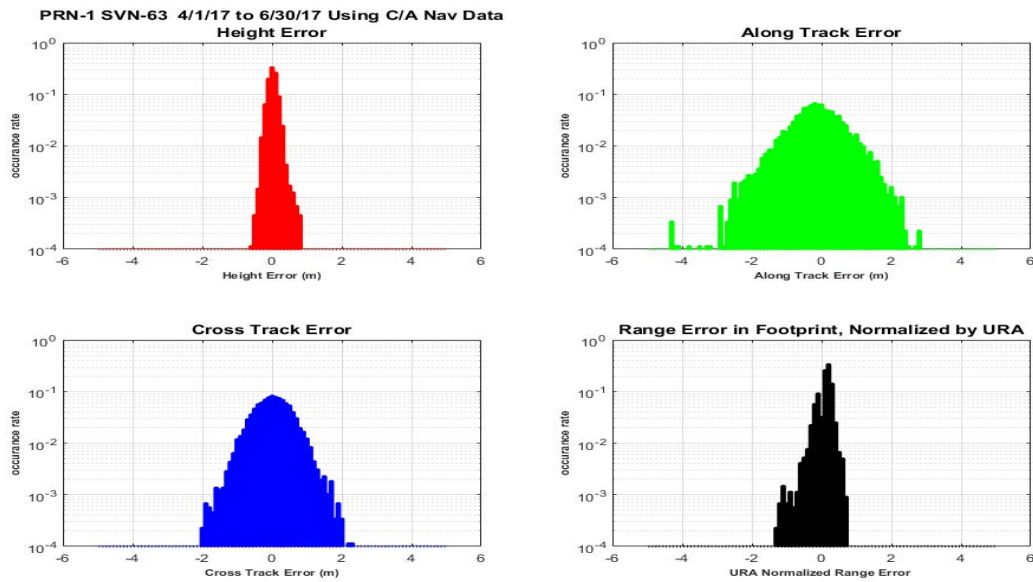 PRN-1 SVN-63 4/1/17 to 6/30/17 Using C/A Nav Data
Height Error
10^0
10^-1
10^-2
10^-3
10^-4
occurance rate
-6 -4 -2 0 2 4 6
Height Error (m)
Along Track Error
10^0
10^-1
10^-2
10^-3
10^-4
occurance rate
-6 -4 -2 0 2 4 6
Along Track Error (m)
Cross Track Error
10^0
10^-1
10^-2
10^-3
10^-4
occurance rate
-6 -4 -2 0 2 4 6
Cross Track Error (m)
Range Error in Footprint, Normalized by URA
10^0
10^-1
10^-2
10^-3
10^-4
occurance rate
-6 -4 -2 0 2 4 6
URA Normalized Range Error